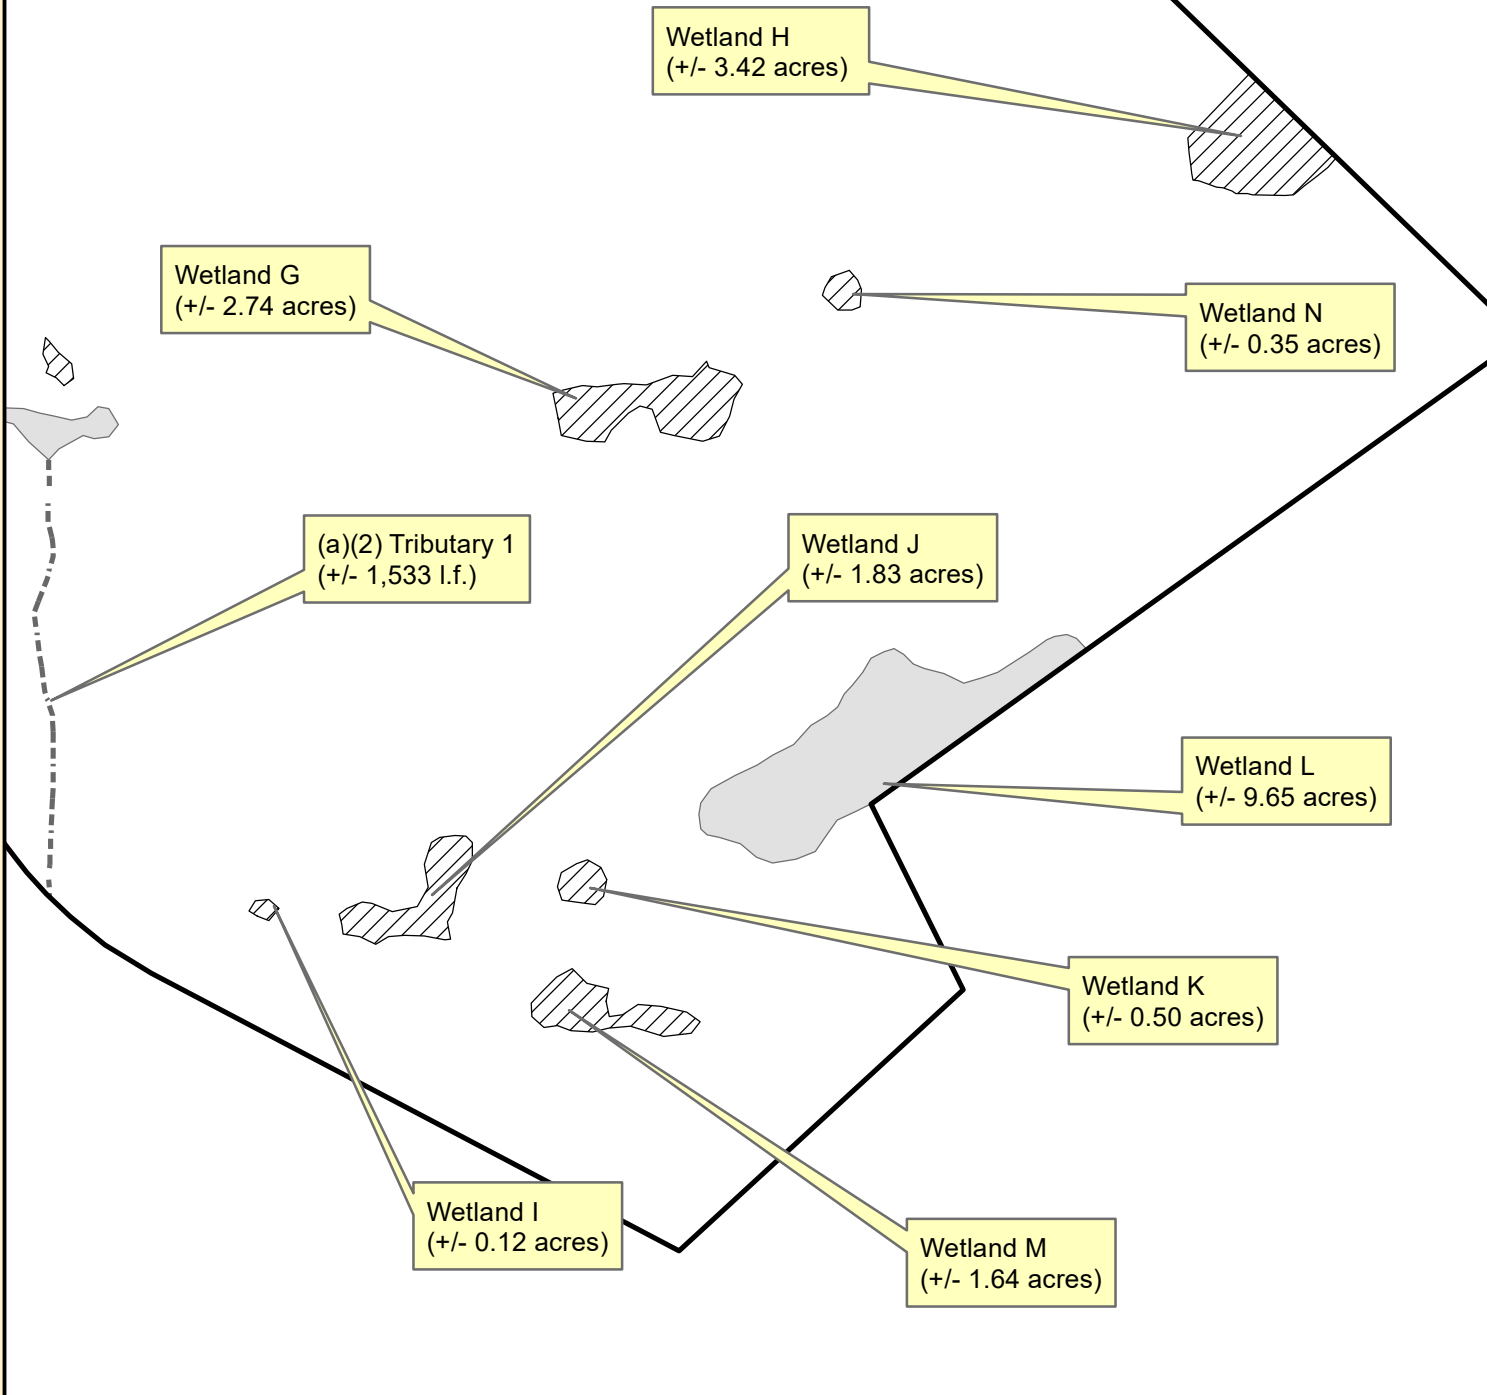 Wetland H
(+/- 3.42 acres)
Wetland G
(+/- 2.74 acres)
Wetland N
(+/- 0.35 acres)
(a)(2) Tributary 1
(+/- 1,533 l.f.)
Wetland J
(+/- 1.83 acres)
Wetland L
(+/- 9.65 acres)
Wetland K
(+/- 0.50 acres)
Wetland I
(+/- 0.12 acres)
Wetland M
(+/- 1.64 acres)